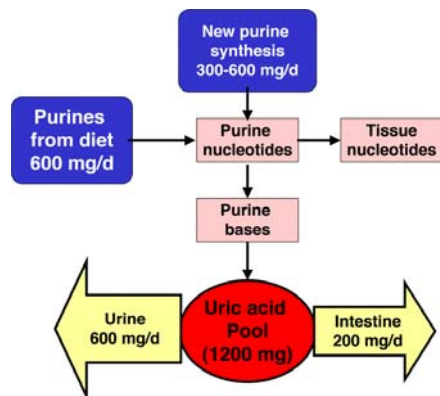 New purine
synthesis
300-600 mg/d
Purines
from diet
600 mg/d
Purine
nucleotides
Tissue
nucleotides
Purine
bases
Urine
600 mg/d
Uric acid
Pool
(1200 mg)
Intestine
200 mg/d